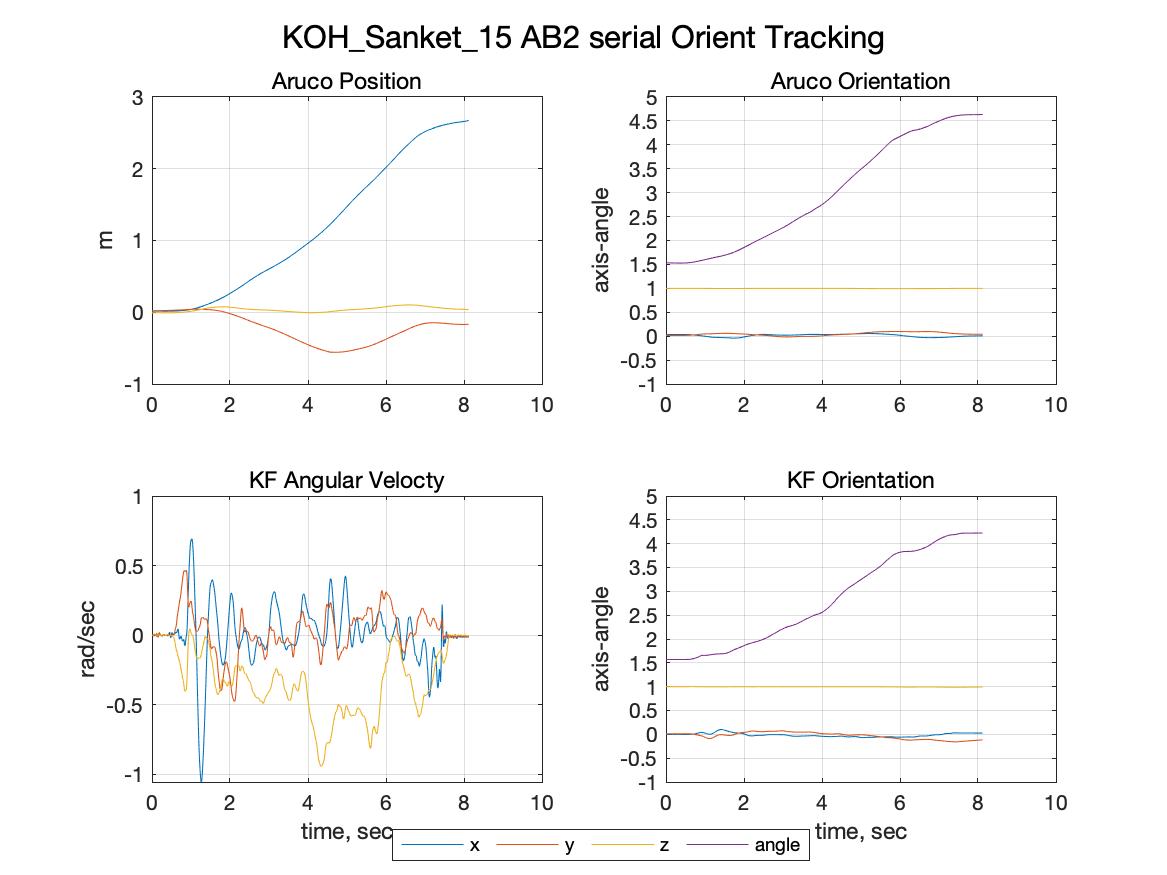 KOH_Sanket_15 AB2 serial Orient Tracking
Aruco Position
3
2
1
0
-1
m
0 2 4 6 8 10
Aruco Orientation
5
4.5
4
3.5
3
2.5
2
1.5
1
0.5
0
-0.5
-1
axis-angle
0 2 4 6 8 10
KF Angular Velocty
1
0.5
0
-0.5
-1
rad/sec
0 2 4 6 8 10
time, sec
KF Orientation
5
4.5
4
3.5
3
2.5
2
1.5
1
0.5
0
-0.5
-1
axis-angle
0 2 4 6 8 10
time, sec
x y z angle